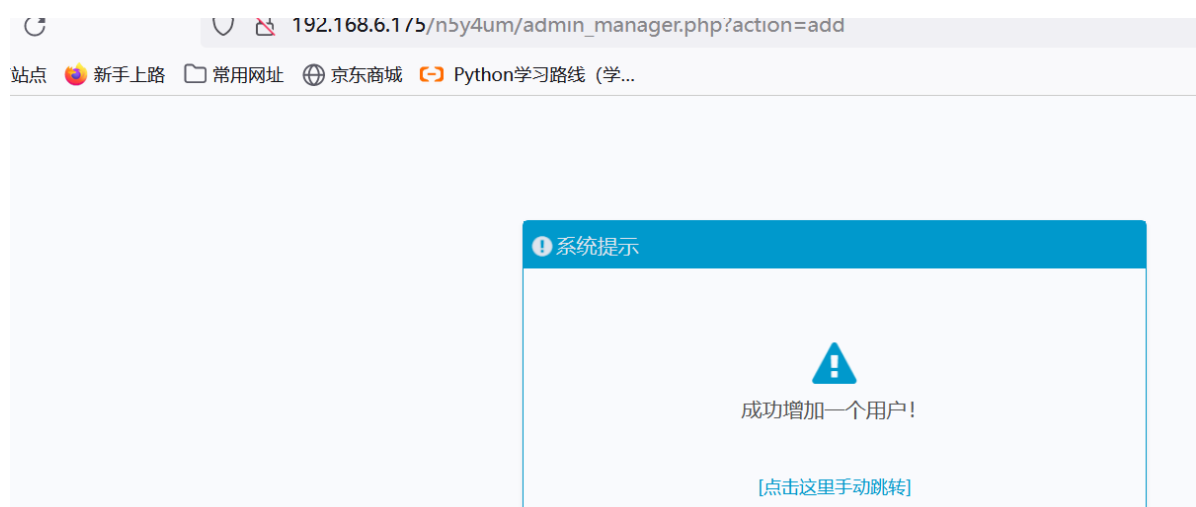 192.168.6.175/n5y4um/admin_manager.php?action=add
站点 新手上路 常用网址 京东商城 Python学习路线（学...
系统提示
成功增加一个用户！
[点击这里手动跳转]